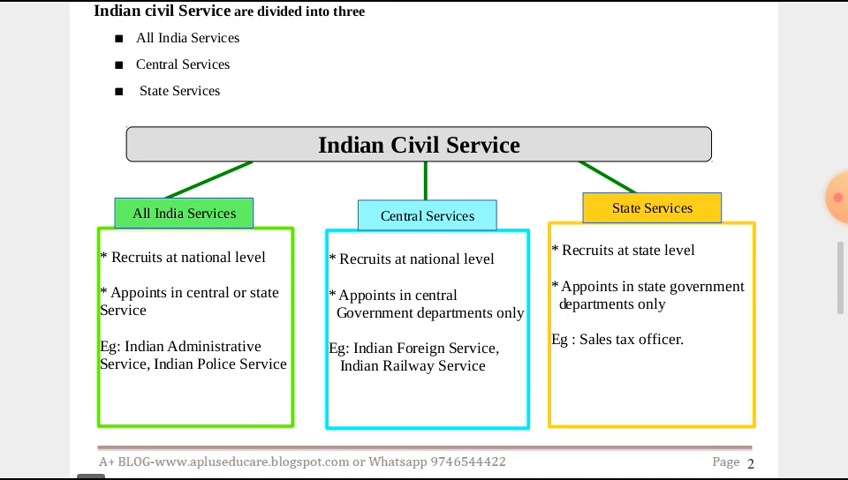 Indian civil Service are divided into three
■ All India Services
■ Central Services
■ State Services
Indian Civil Service
All India Services
* Recruits at national level
* Appoints in central or state
Service
Eg: Indian Administrative
Service, Indian Police Service
Central Services
* Recruits at national level
* Appoints in central
Government departments only
Eg: Indian Foreign Service,
Indian Railway Service
State Services
* Recruits at state level
* Appoints in state government
departments only
Eg : Sales tax officer.
A+ BLOG-www.apluseducare.blogspot.com or Whatsapp 9746544422
Page 2